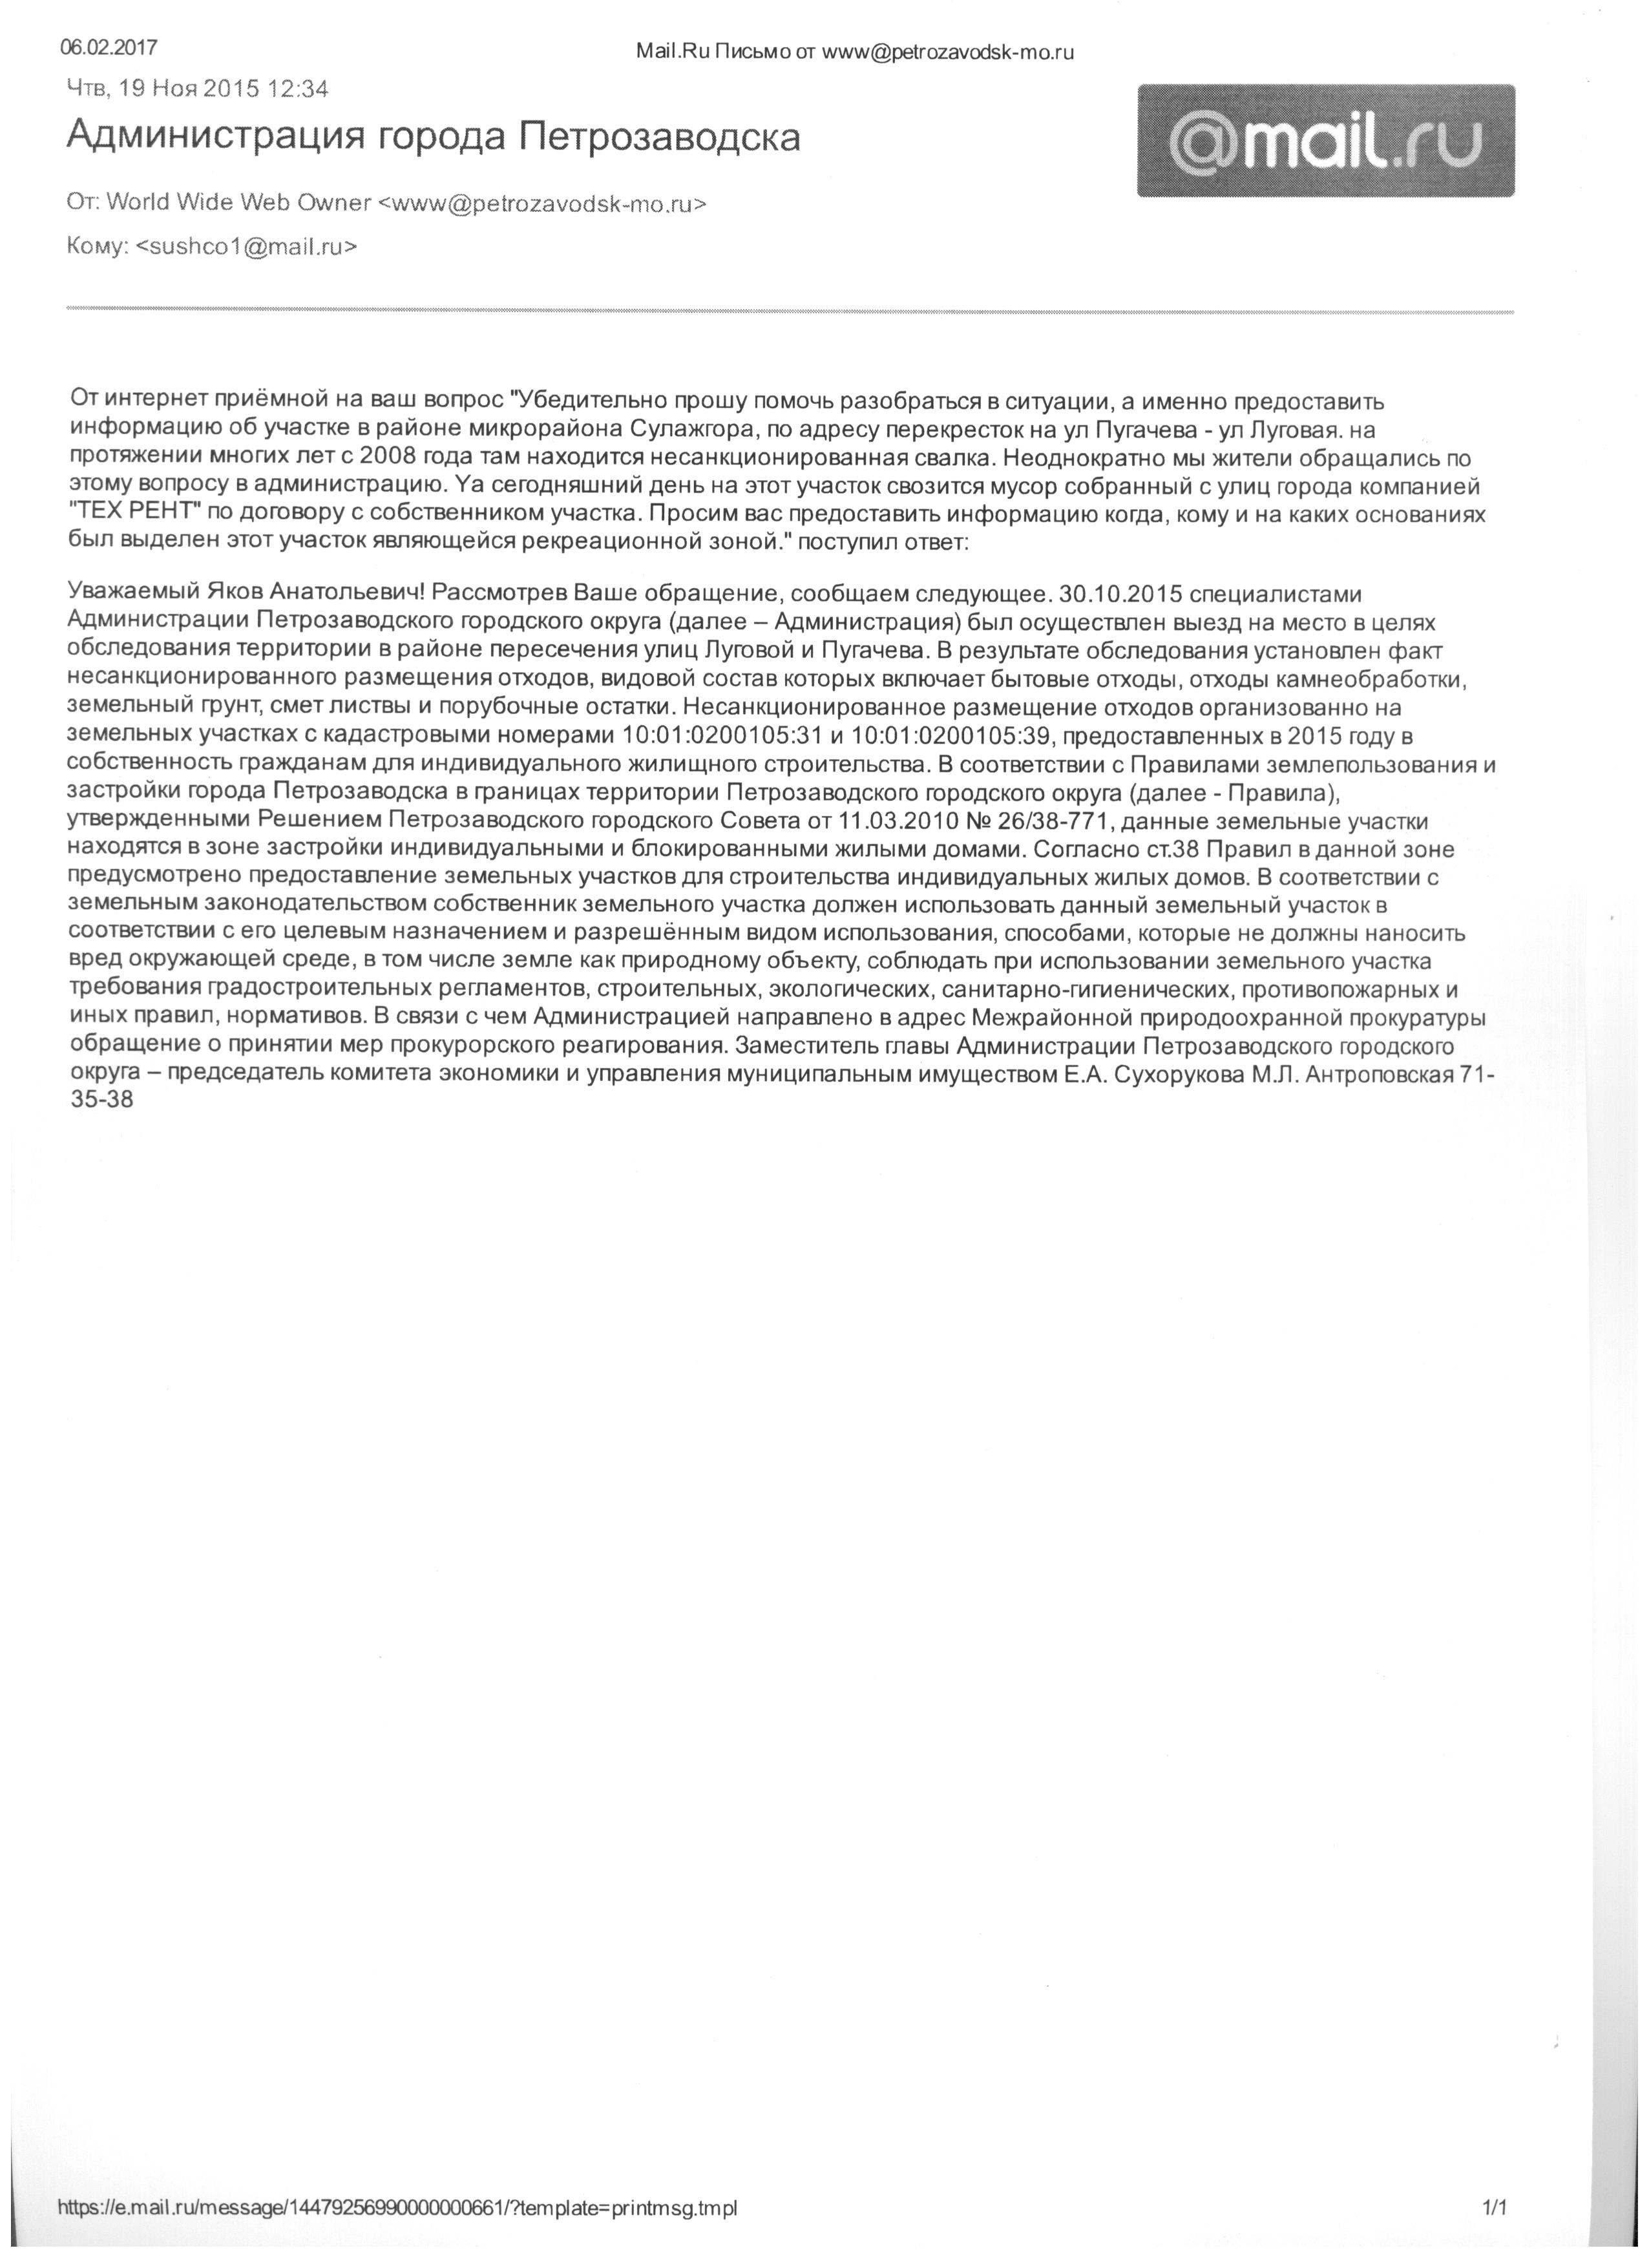 06.02.2017
Mail.Ru Письмо от www@petrozavodsk-mo.ru
Чтв, 19 Ноя 2015 12:34
Администрация города Петрозаводска
@mail.ru
От: World Wide Web Owner <www@petrozavodsk-mo.ru>
Кому: <sushco1@mail.ru>
От интернет приёмной на ваш вопрос "Убедительно прошу помочь разобраться в ситуации, а именно предоставить
информацию об участке в районе микрорайона Сулажгора, по адресу перекресток на ул Пугачева - ул Луговая. на
протяжении многих лет с 2008 года там находится несанкционированная свалка. Неоднократно мы жители обращались по
этому вопросу в администрацию. Yа сегодняшний день на этот участок свозится мусор собранный с улиц города компанией
"ТЕХ РЕНТ" по договору с собственником участка. Просим вас предоставить информацию когда, кому и на каких основаниях
был выделен этот участок являющейся рекреационной зоной." поступил ответ:
Уважаемый Яков Анатольевич! Рассмотрев Ваше обращение, сообщаем следующее. 30.10.2015 специалистами
Администрации Петрозаводского городского округа (далее – Администрация) был осуществлен выезд на место в целях
обследования территории в районе пересечения улиц Луговой и Пугачева. В результате обследования установлен факт
несанкционированного размещения отходов, видовой состав которых включает бытовые отходы, отходы камнеобработки,
земельный грунт, смет листвы и порубочные остатки. Несанкционированное размещение отходов организованно на
земельных участках с кадастровыми номерами 10:01:0200105:31 и 10:01:0200105:39, предоставленных в 2015 году в
собственность гражданам для индивидуального жилищного строительства. В соответствии с Правилами землепользования и
застройки города Петрозаводска в границах территории Петрозаводского городского округа (далее - Правила),
утвержденными Решением Петрозаводского городского Совета от 11.03.2010 № 26/38-771, данные земельные участки
находятся в зоне застройки индивидуальными и блокированными жилыми домами. Согласно ст.38 Правил в данной зоне
предусмотрено предоставление земельных участков для строительства индивидуальных жилых домов. В соответствии с
земельным законодательством собственник земельного участка должен использовать данный земельный участок в
соответствии с его целевым назначением и разрешённым видом использования, способами, которые не должны наносить
вред окружающей среде, в том числе земле как природному объекту, соблюдать при использовании земельного участка
требования градостроительных регламентов, строительных, экологических, санитарно-гигиенических, противопожарных и
иных правил, нормативов. В связи с чем Администрацией направлено в адрес Межрайонной природоохранной прокуратуры
обращение о принятии мер прокурорского реагирования. Заместитель главы Администрации Петрозаводского городского
округа – председатель комитета экономики и управления муниципальным имуществом Е.А. Сухорукова М.Л. Антроповская 71-
35-38
https://e.mail.ru/message/14479256990000000661/?template=printmsg.tmpl
1/1